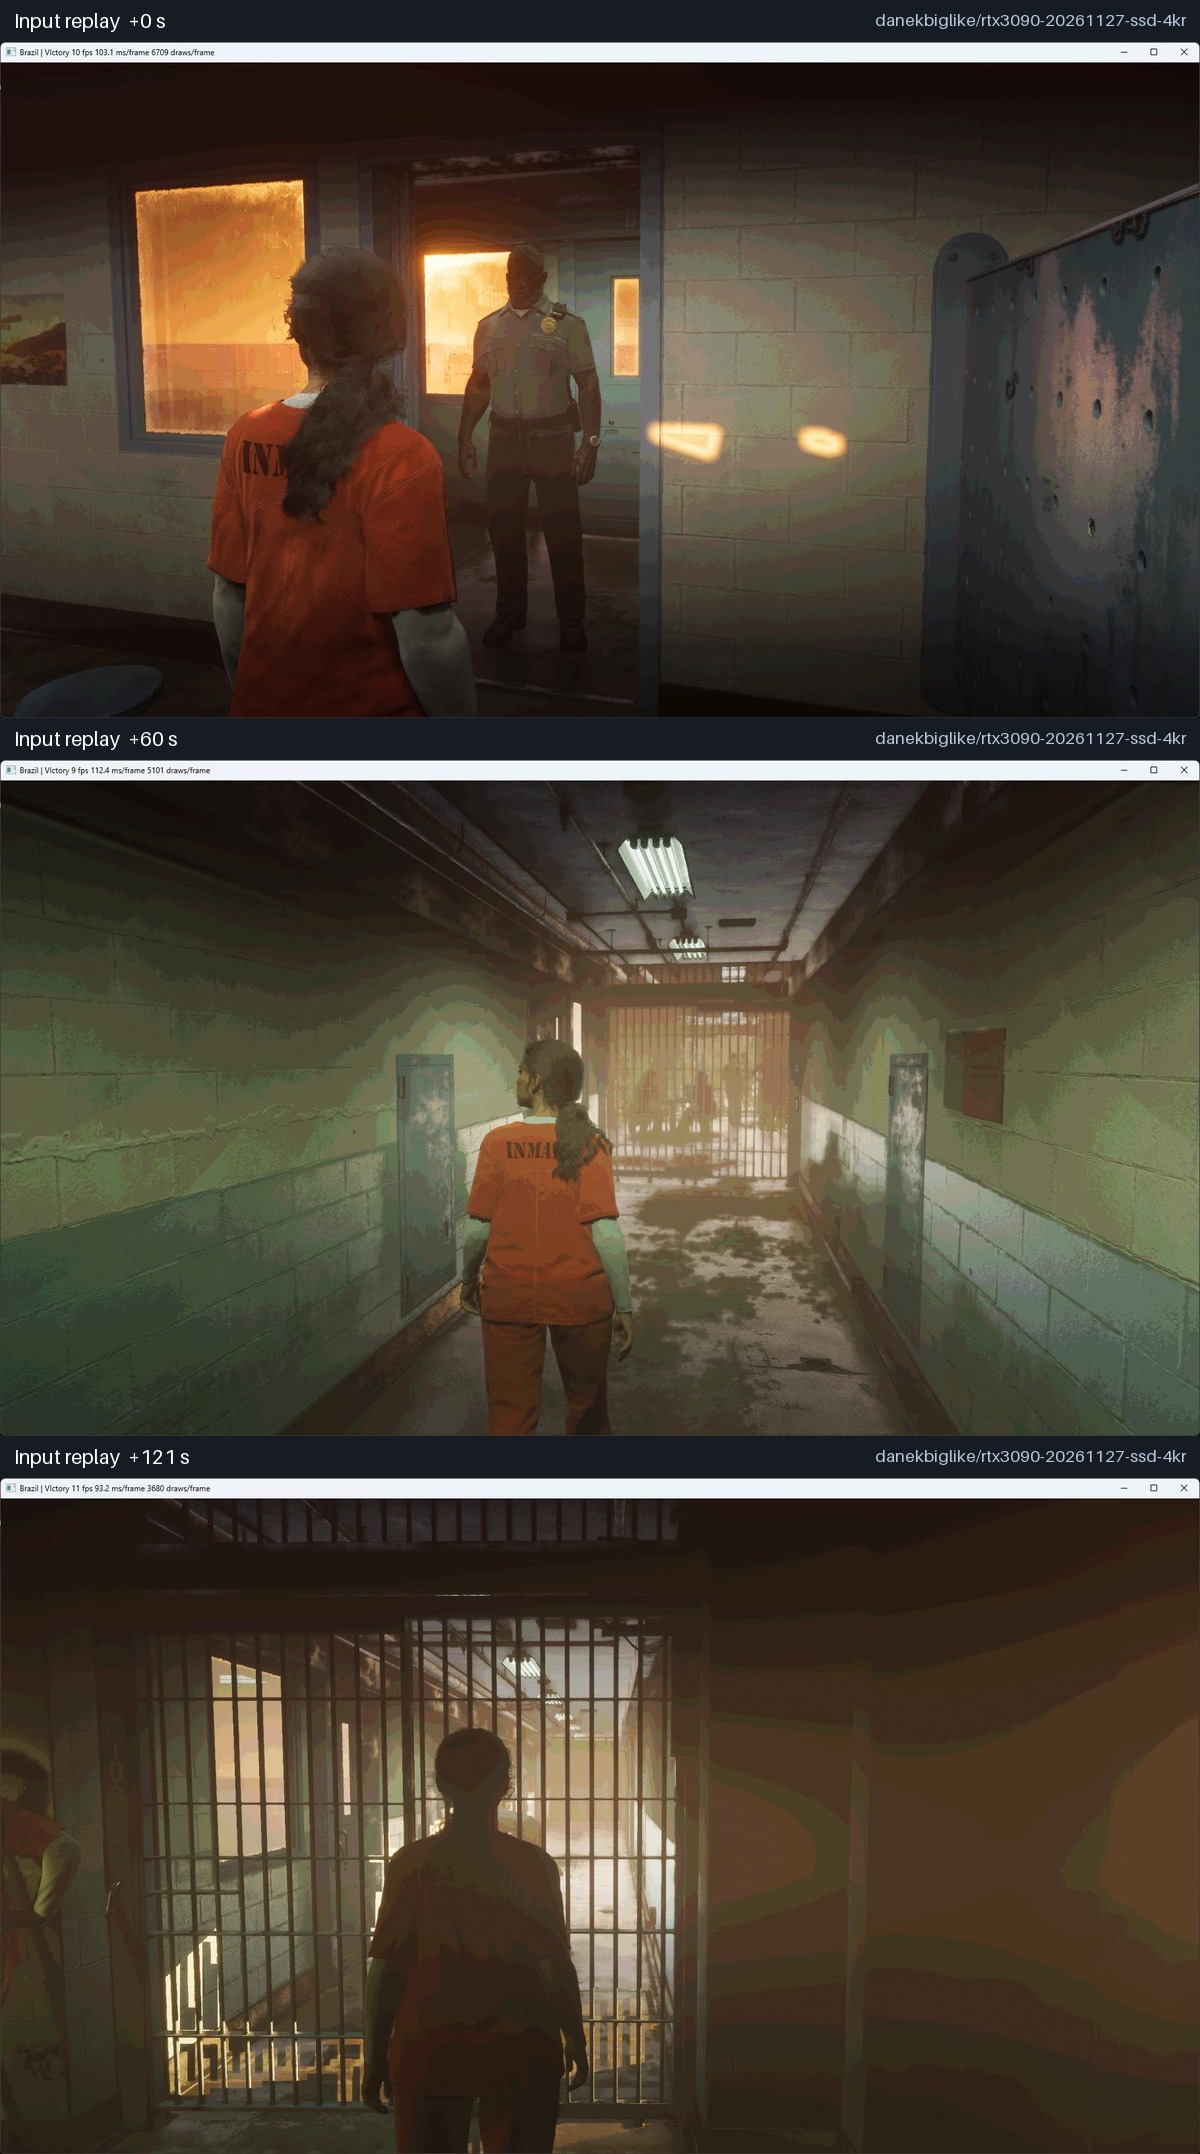 Input replay +0 s
danekbiglike/rtx3090-20261127-ssd-4kr
Brazil | VIctory 10 fps 103.1 ms/frame 6709 draws/frame
INM
Input replay +60 s
danekbiglike/rtx3090-20261127-ssd-4kr
Brazil | VIctory 9 fps 112.4 ms/frame 5101 draws/frame
INMA
Input replay +121 s
danekbiglike/rtx3090-20261127-ssd-4kr
Brazil | VIctory 11 fps 93.2 ms/frame 3680 draws/frame